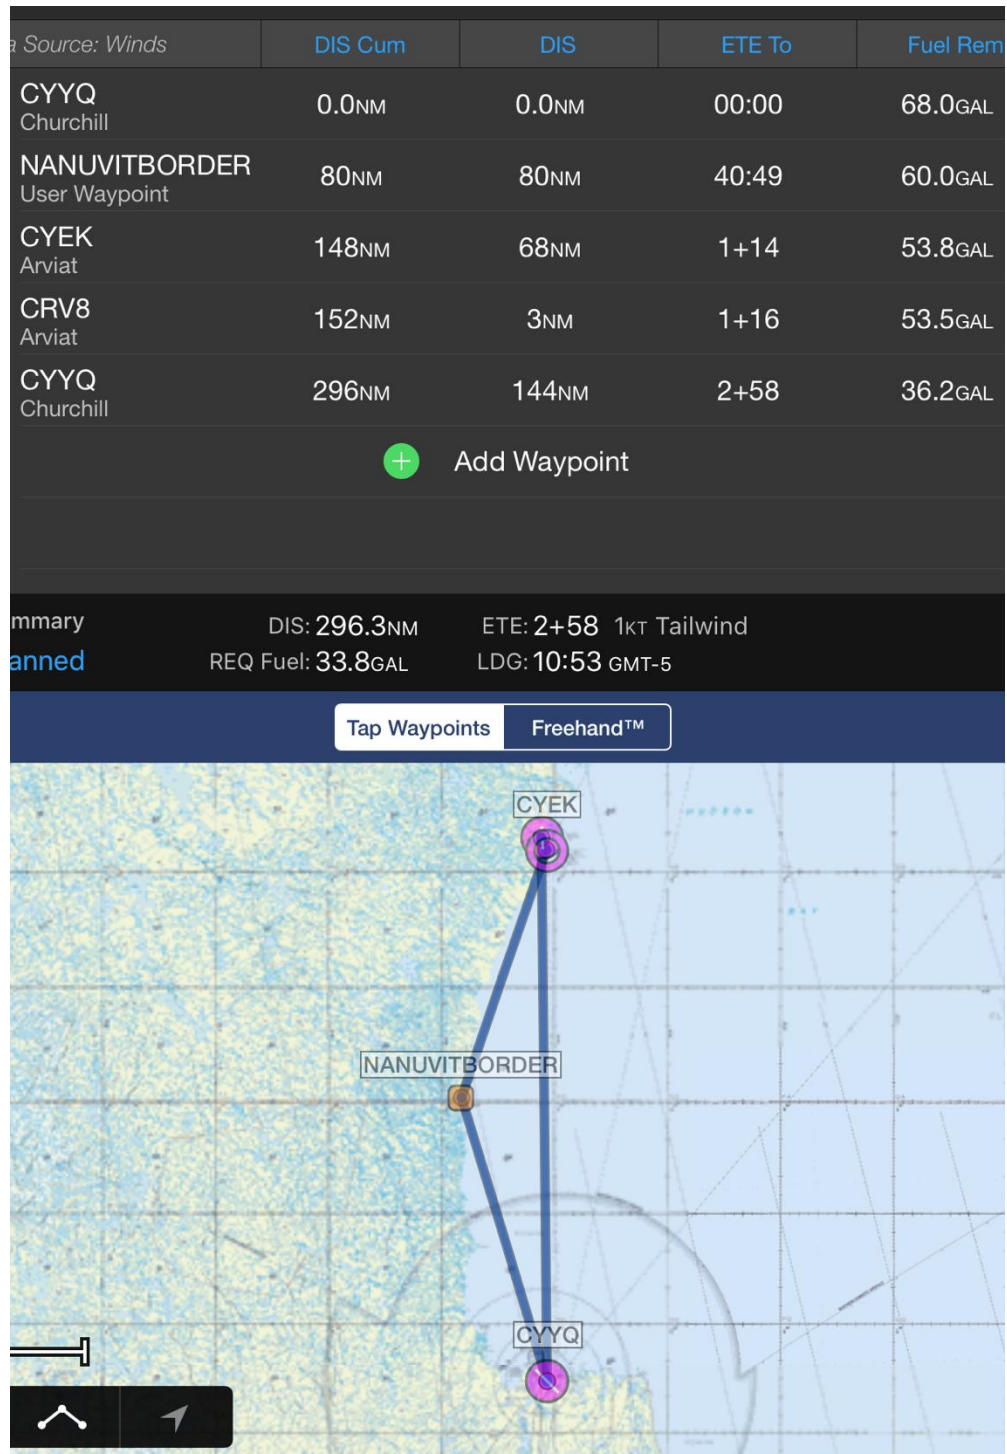 a Source: Winds DIS Cum DIS ETE To Fuel Rem
CYYQ 0.0NM 0.0NM 00:00 68.0GAL
Churchill
NANUVITBORDER 80NM 80NM 40:49 60.0GAL
User Waypoint
CYEK 148NM 68NM 1+14 53.8GAL
Arviat
CRV8 152NM 3NM 1+16 53.5GAL
Arviat
CYYQ 296NM 144NM 2+58 36.2GAL
Churchill
Add Waypoint
mmary DIS: 296.3NM ETE: 2+58 1KT Tailwind
anned REQ Fuel: 33.8GAL LDG: 10:53 GMT-5
Tap Waypoints Freehand™
CYEK
NANUVITBORDER
CYYQ